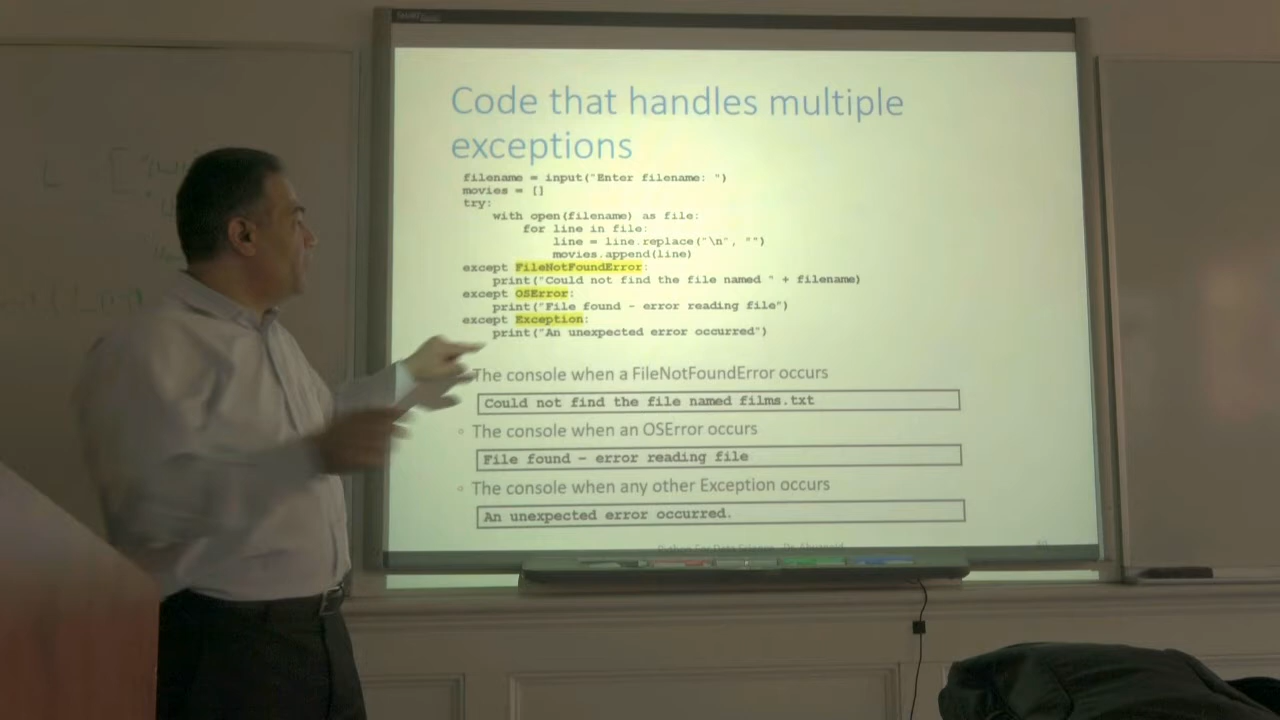 Code that handles multiple
exceptions
filename = input("Enter filename: ")
movies = []
try:
with open(filename) as file:
for line in file:
line = line.replace("\n", "")
movies.append(line)
except FileNotFoundError:
print("Could not find the file named " + filename)
except OSError:
print("File found - error reading file")
except Exception:
print("An unexpected error occurred")
The console when a FileNotFoundError occurs
Could not find the file named films.txt
The console when an OSError occurs
File found - error reading file
The console when any other Exception occurs
An unexpected error occurred.